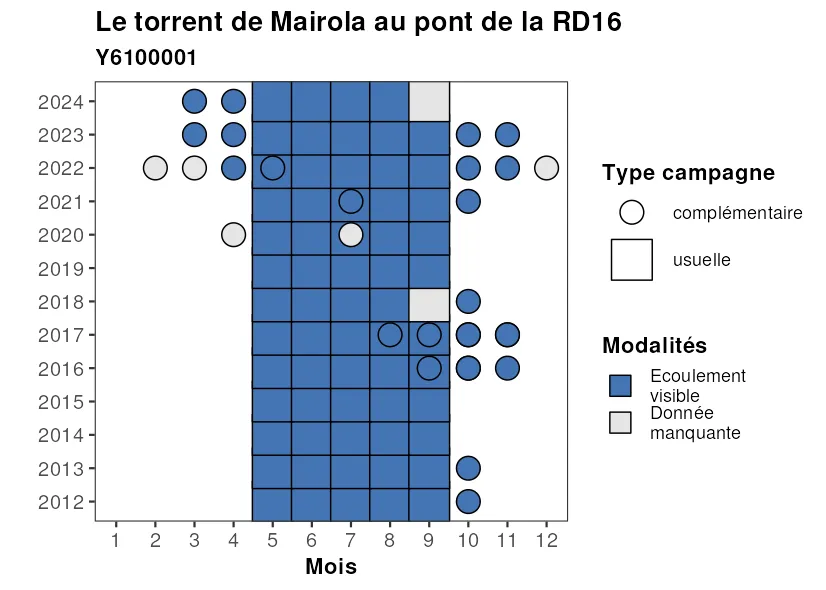 Le torrent de Mairola au pont de la RD16
Y6100001
2024
2023
2022
2021
2020
2019
2018
2017
2016
2015
2014
2013
2012
1 2 3 4 5 6 7 8 9 10 11 12
Mois
Type campagne
complémentaire
usuelle
Modalités
Ecoulement
visible
Donnée
manquante